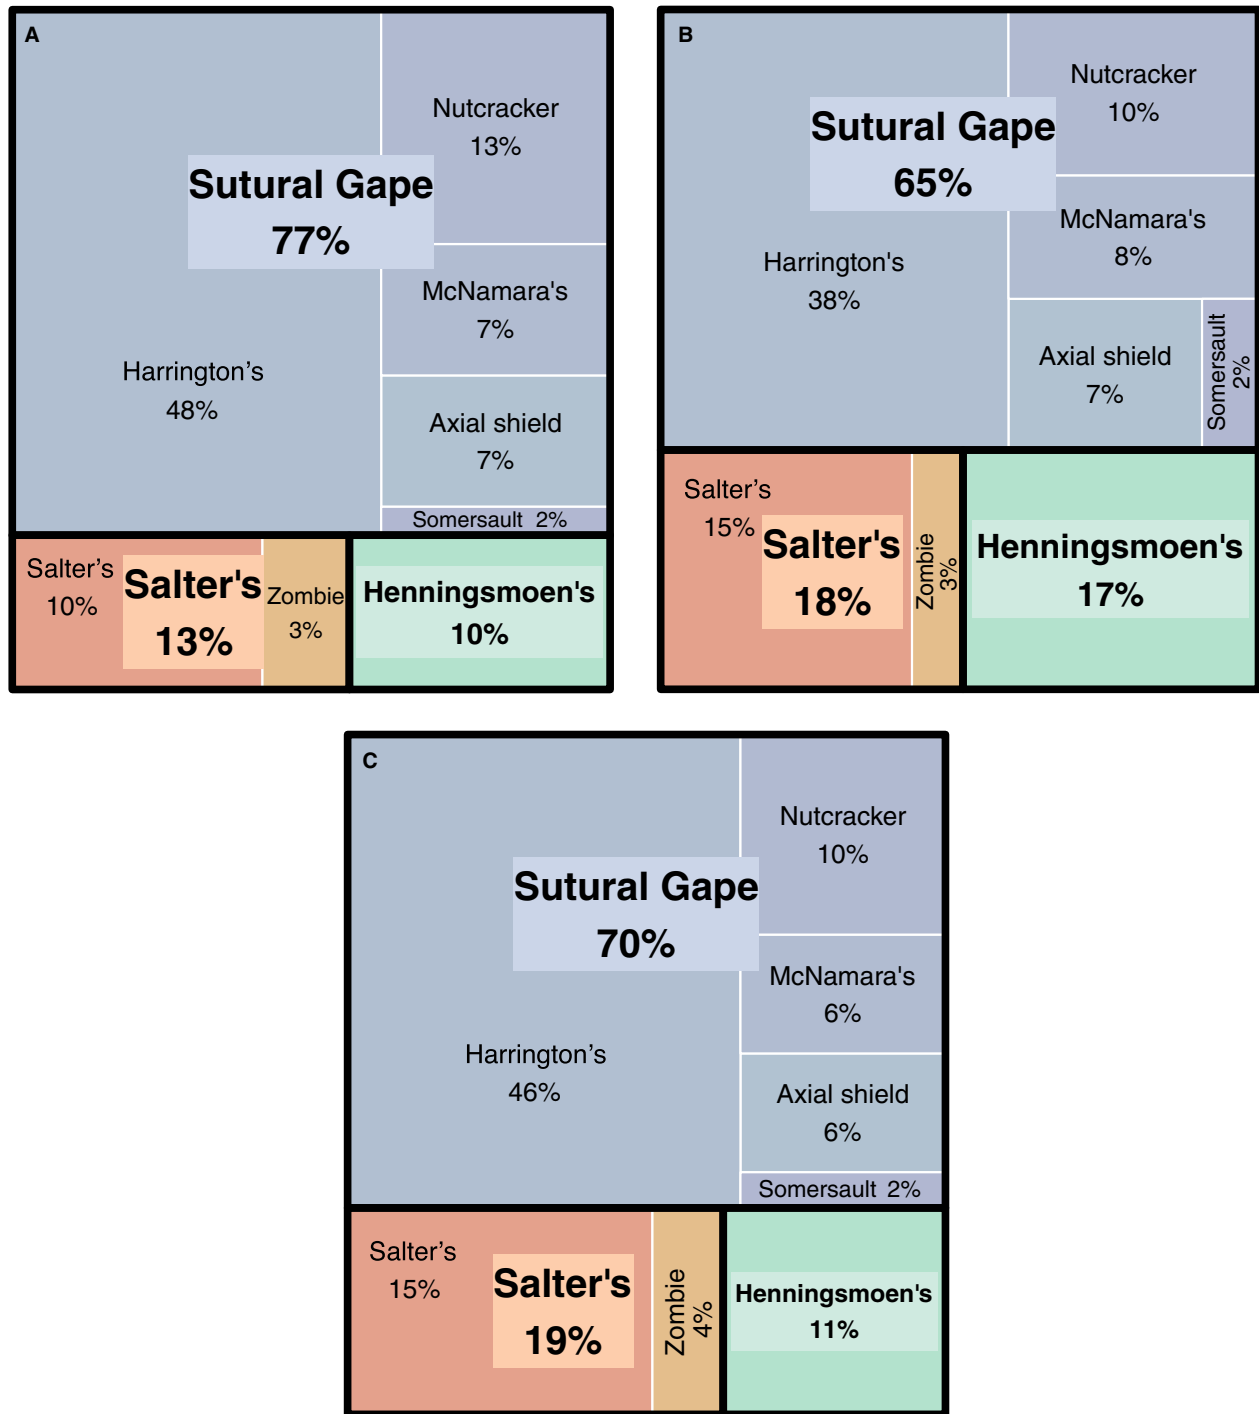 A
Nutcracker
13%
Sutural Gape
77%
McNamara's
7%
Harrington’s
48%
Axial shield
7%
Somersault 2%
Salter’s
10%
Salter's
13%
Zombie
3%
Henningsmoen's
10%
B
Nutcracker
10%
Sutural Gape
65%
McNamara's
8%
Harrington's
38%
Axial shield
7%
Somersault
2%
Salter’s
15%
Salter's
18%
Zombie
3%
Henningsmoen's
17%
C
Nutcracker
10%
Sutural Gape
70%
McNamara's
6%
Harrington’s
46%
Axial shield
6%
Somersault 2%
Salter’s
15%
Salter's
19%
Zombie
4%
Henningsmoen's
11%